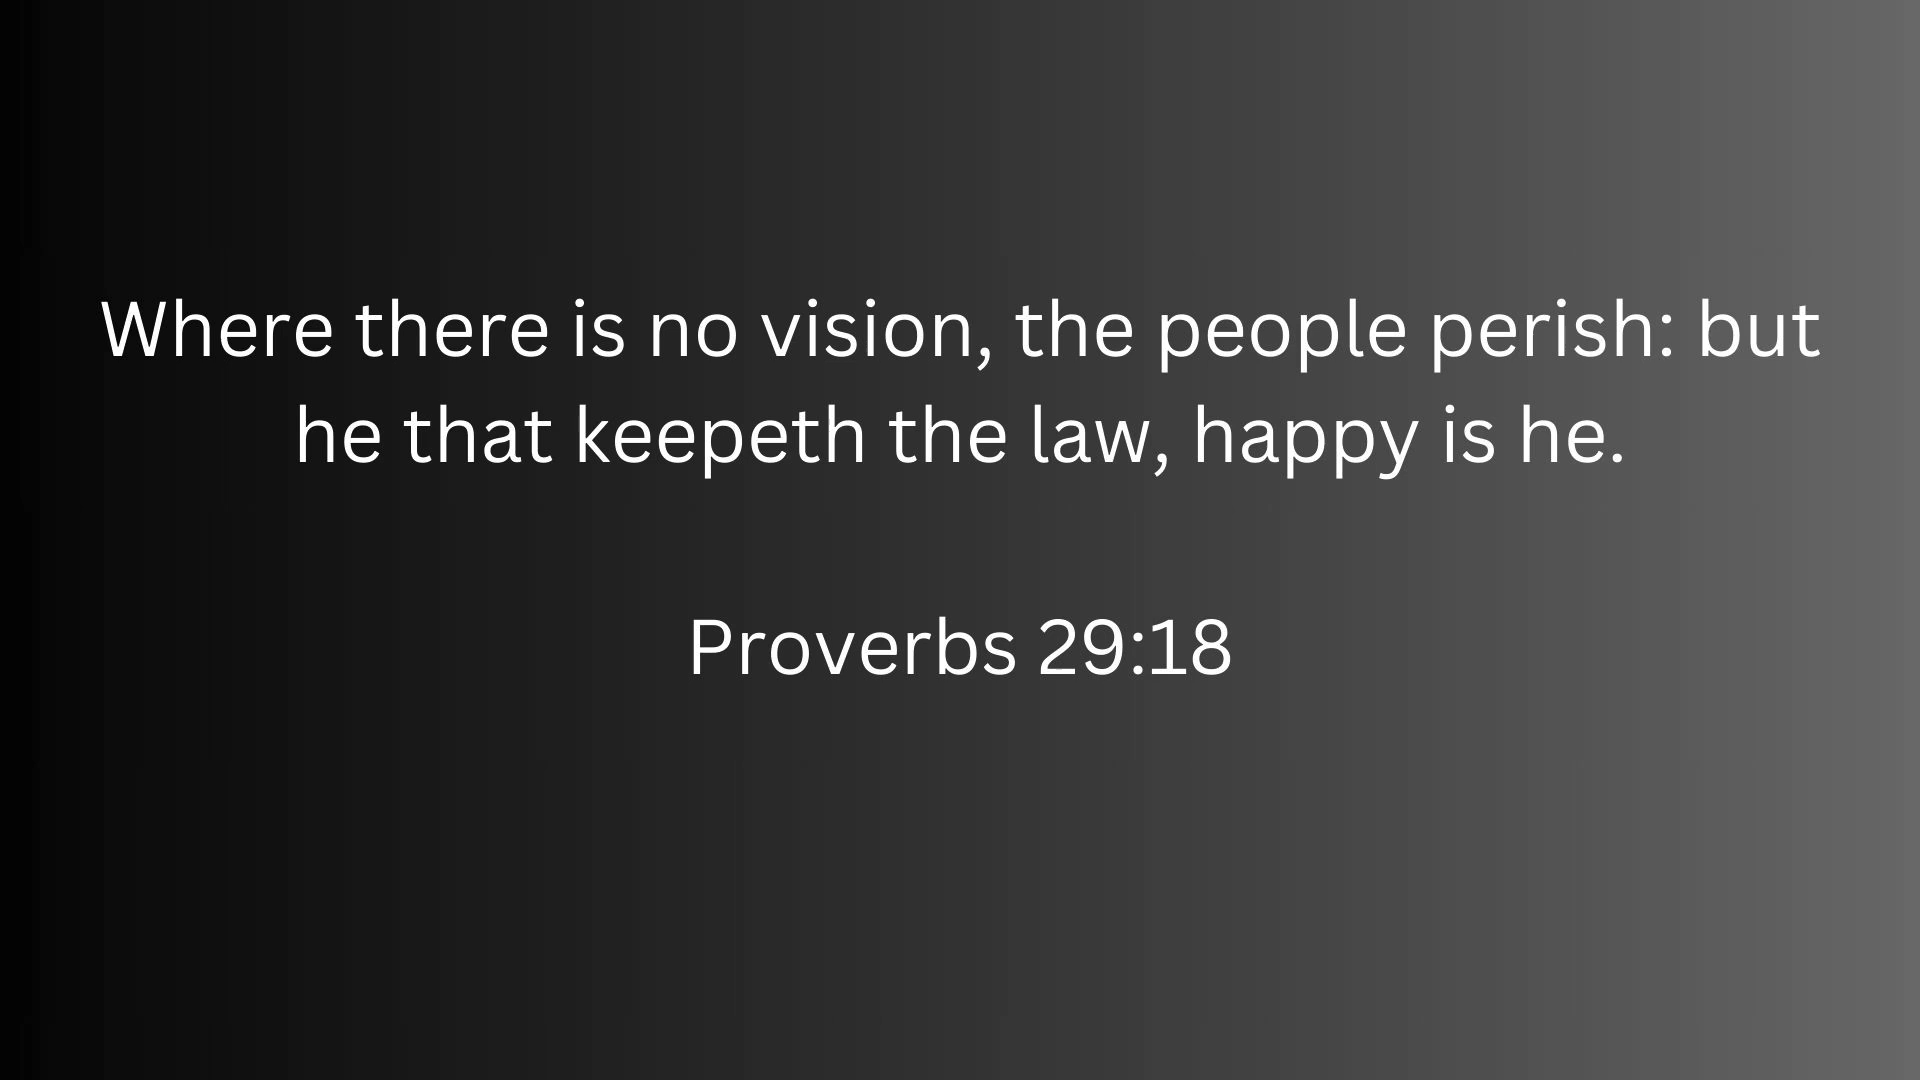 Where there is no vision, the people perish: but
he that keepeth the law, happy is he.
Proverbs 29:18